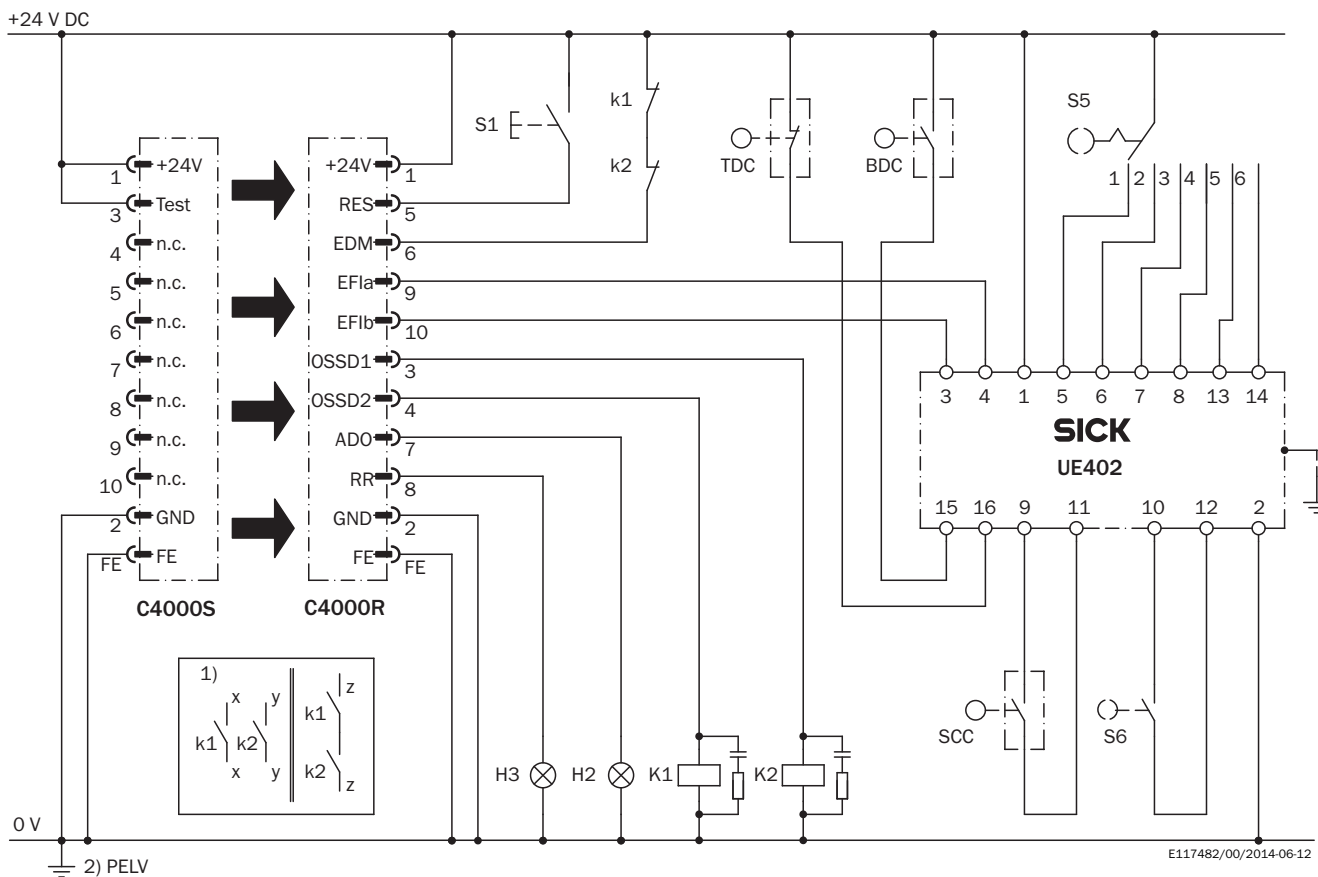 +24 V DC
k1
S1
k2
TDC
BDC
S5
1 2 3 4 5 6
+24V
1
Test
3
n.c.
4
n.c.
5
n.c.
6
n.c.
7
n.c.
8
n.c.
9
n.c.
10
GND
2
FE
FE
C4000S
+24V
1
RES
5
EDM
6
EFIa
9
EFIb
10
OSSD1
3
OSSD2
4
ADO
7
RR
8
GND
2
FE
FE
C4000R
3 4 1 5 6 7 8 13 14
SICK
UE402
15 16 9 11 10 12 2
1)
x y z
k1 k2 k1
x y k2 z
H3 H2 K1 K2
SCC S6
0 V
2) PELV
E117482/00/2014-06-12